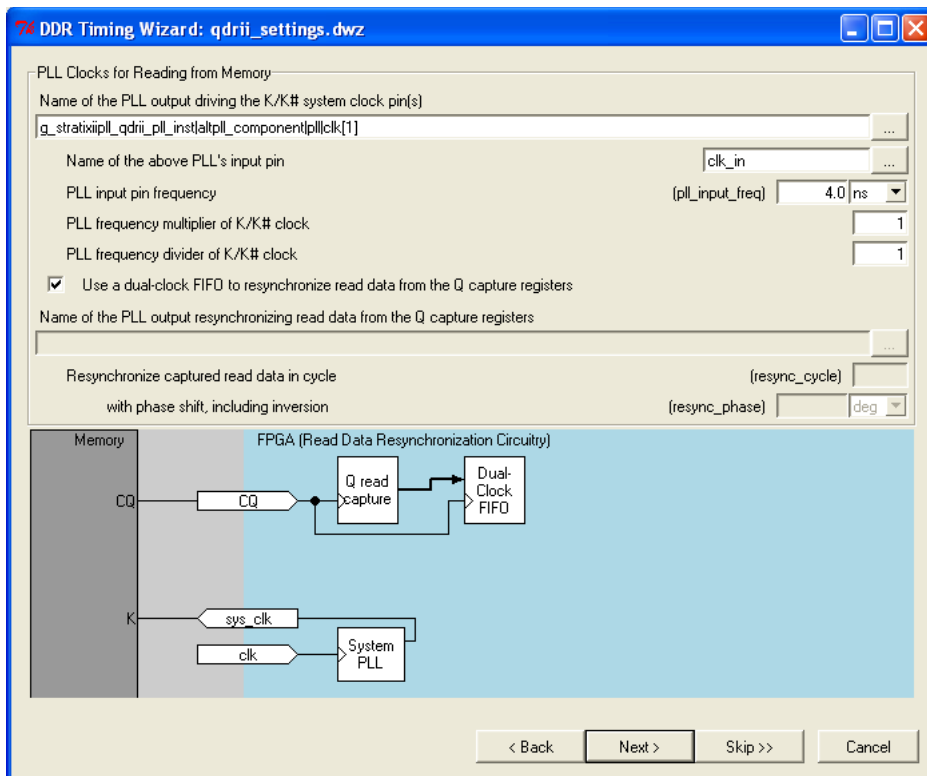 DDR Timing Wizard: qdrii_settings.dwz
PLL Clocks for Reading from Memory
Name of the PLL output driving the K/K# system clock pin(s)
g_stratixiipll_qdrii_pll_inst|altpll_component|pll|clk[1]
...
Name of the above PLL's input pin
clk_in
...
PLL input pin frequency
(pll_input_freq)
4.0
ns
PLL frequency multiplier of K/K# clock
1
PLL frequency divider of K/K# clock
1
Use a dual-clock FIFO to resynchronize read data from the Q capture registers
Name of the PLL output resynchronizing read data from the Q capture registers
...
Resynchronize captured read data in cycle
(resync_cycle)
with phase shift, including inversion
(resync_phase)
deg
Memory
FPGA (Read Data Resynchronization Circuitry)
Q read
capture
Dual-
Clock
FIFO
CQ
CQ
K
sys_clk
clk
System
PLL
< Back
Next >
Skip >>
Cancel